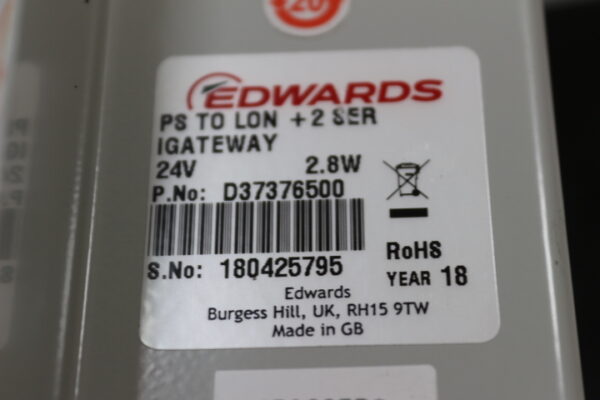 20
EDWARDS
PS TO LON +2 SER
IGATEWAY
24V 2.8W
P.No: D37376500
S.No: 180425795
RoHS
YEAR 18
Edwards
Burgess Hill, UK, RH15 9TW
Made in GB